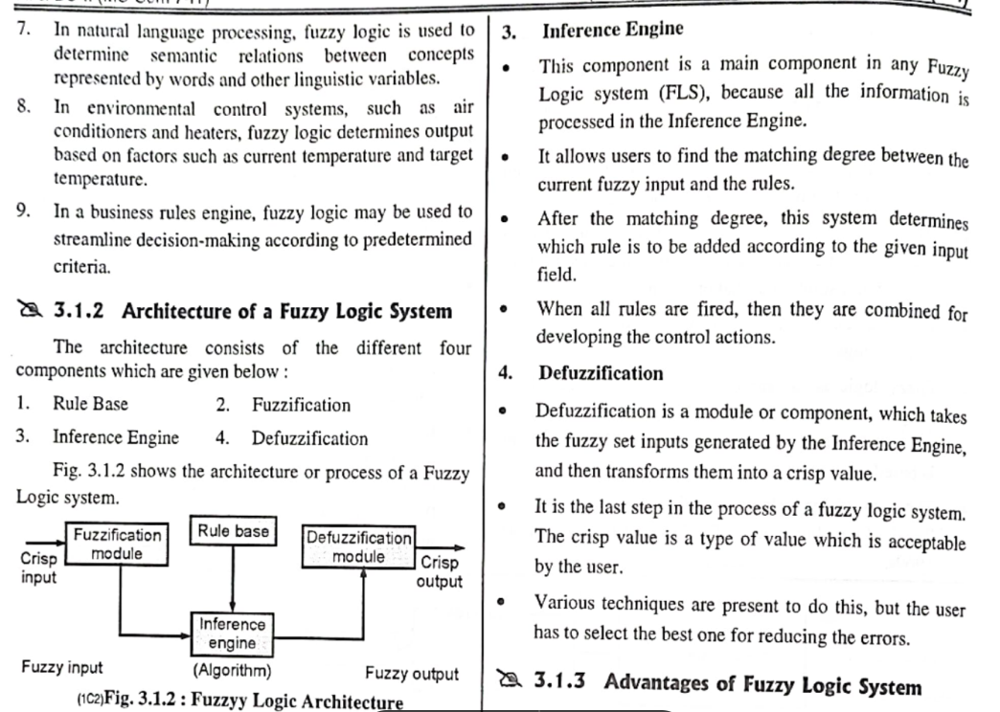 7. In natural language processing, fuzzy logic is used to
determine semantic relations between concepts
represented by words and other linguistic variables.
8. In environmental control systems, such as air
conditioners and heaters, fuzzy logic determines output
based on factors such as current temperature and target
temperature.
9. In a business rules engine, fuzzy logic may be used to
streamline decision-making according to predetermined
criteria.
3.1.2 Architecture of a Fuzzy Logic System
The architecture consists of the different four
components which are given below :
1. Rule Base 2. Fuzzification
3. Inference Engine 4. Defuzzification
Fig. 3.1.2 shows the architecture or process of a Fuzzy
Logic system.
Crisp
input
Fuzzification
module
Rule base
Defuzzification
module
Crisp
output
Inference
engine
Fuzzy input
(Algorithm)
Fuzzy output
(1C2)Fig. 3.1.2 : Fuzzyy Logic Architecture
3. Inference Engine
• This component is a main component in any Fuzzy
Logic system (FLS), because all the information is
processed in the Inference Engine.
• It allows users to find the matching degree between the
current fuzzy input and the rules.
• After the matching degree, this system determines
which rule is to be added according to the given input
field.
• When all rules are fired, then they are combined for
developing the control actions.
4. Defuzzification
• Defuzzification is a module or component, which takes
the fuzzy set inputs generated by the Inference Engine,
and then transforms them into a crisp value.
• It is the last step in the process of a fuzzy logic system.
The crisp value is a type of value which is acceptable
by the user.
• Various techniques are present to do this, but the user
has to select the best one for reducing the errors.
3.1.3 Advantages of Fuzzy Logic System